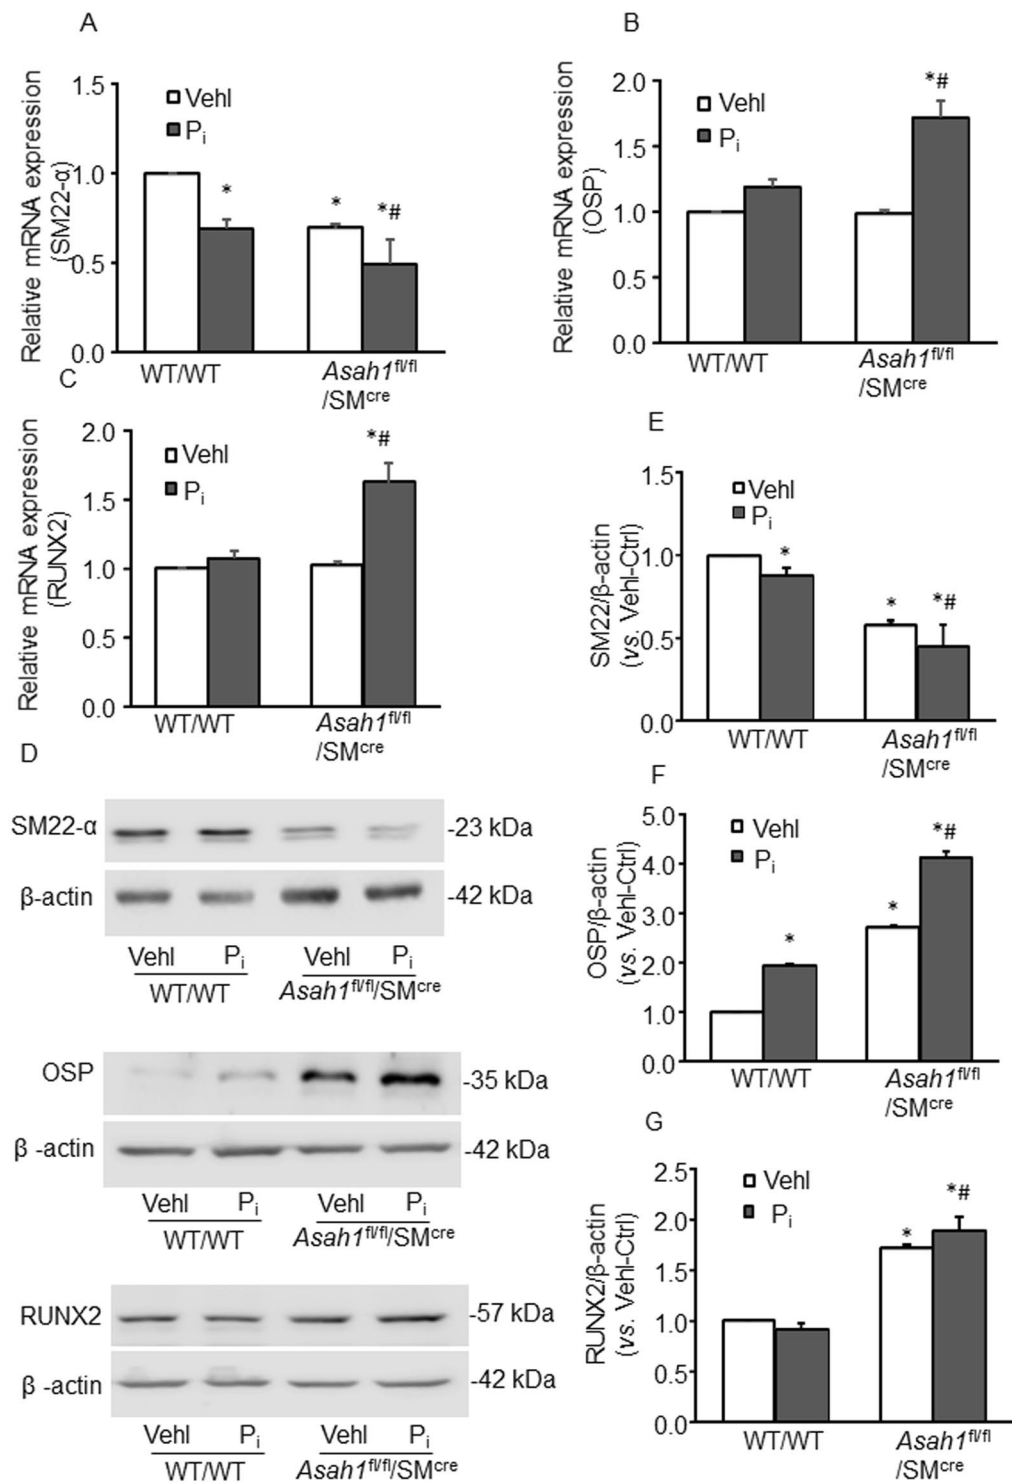 A
Relative mRNA expression
(SM22-α)
1.5
1.0
0.5
0.0
Vehl
Pi
*
*
*#
WT/WT
Asah1fl/fl
/SMcre
B
Relative mRNA expression
(OSP)
2.0
1.5
1.0
0.5
0.0
Vehl
Pi
*#
WT/WT
Asah1fl/fl
/SMcre
C
Relative mRNA expression
(RUNX2)
2.0
1.5
1.0
0.5
0.0
Vehl
Pi
*#
WT/WT
Asah1fl/fl
/SMcre
D
SM22-α
-23 kDa
β-actin
-42 kDa
Vehl Pi Vehl Pi
WT/WT Asah1fl/fl/SMcre
OSP
-35 kDa
β -actin
-42 kDa
Vehl Pi Vehl Pi
WT/WT Asah1fl/fl/SMcre
RUNX2
-57 kDa
β -actin
-42 kDa
Vehl Pi Vehl Pi
WT/WT Asah1fl/fl/SMcre
E
SM22/β-actin
(vs. Vehl-Ctrl)
1.5
1.0
0.5
0.0
Vehl
Pi
*
*
*#
WT/WT
Asah1fl/fl
/SMcre
F
OSP/β-actin
(vs. Vehl-Ctrl)
5.0
4.0
3.0
2.0
1.0
0.0
Vehl
Pi
*
*
*#
WT/WT
Asah1fl/fl
/SMcre
G
RUNX2/β-actin
(vs. Vehl-Ctrl)
2.5
2.0
1.5
1.0
0.5
0.0
Vehl
Pi
*
*#
WT/WT
Asah1fl/fl
/SMcre